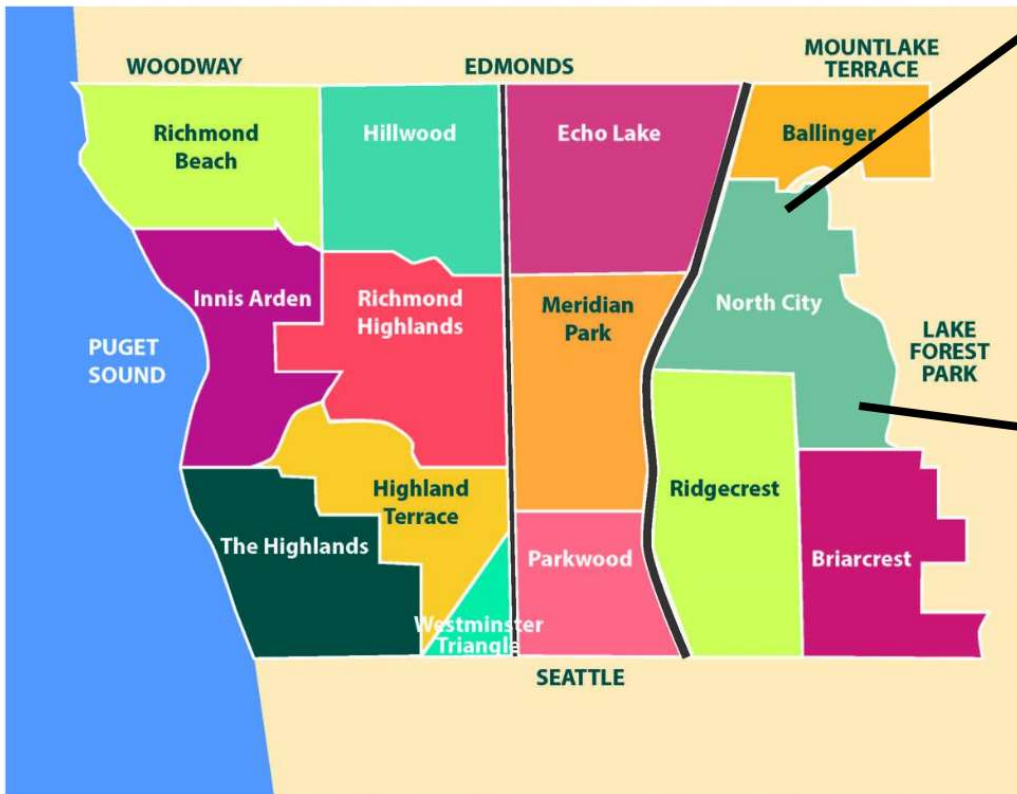 WOODWAY
EDMONDS
MOUNTLAKE
TERRACE
Richmond
Beach
Hillwood
Echo Lake
Ballinger
Innis Arden
Richmond
Highlands
Meridian
Park
North City
PUGET
SOUND
LAKE
FOREST
PARK
Highland
Terrace
Ridgecrest
The Highlands
Parkwood
Briarcrest
Westminster
Triangle
SEATTLE